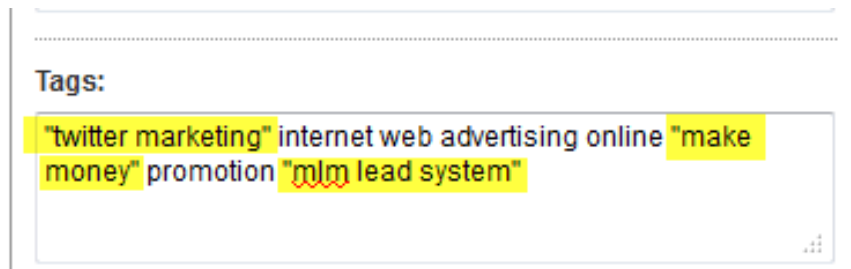 Tags:
"twitter marketing" internet web advertising online "make
money" promotion "mlm lead system"